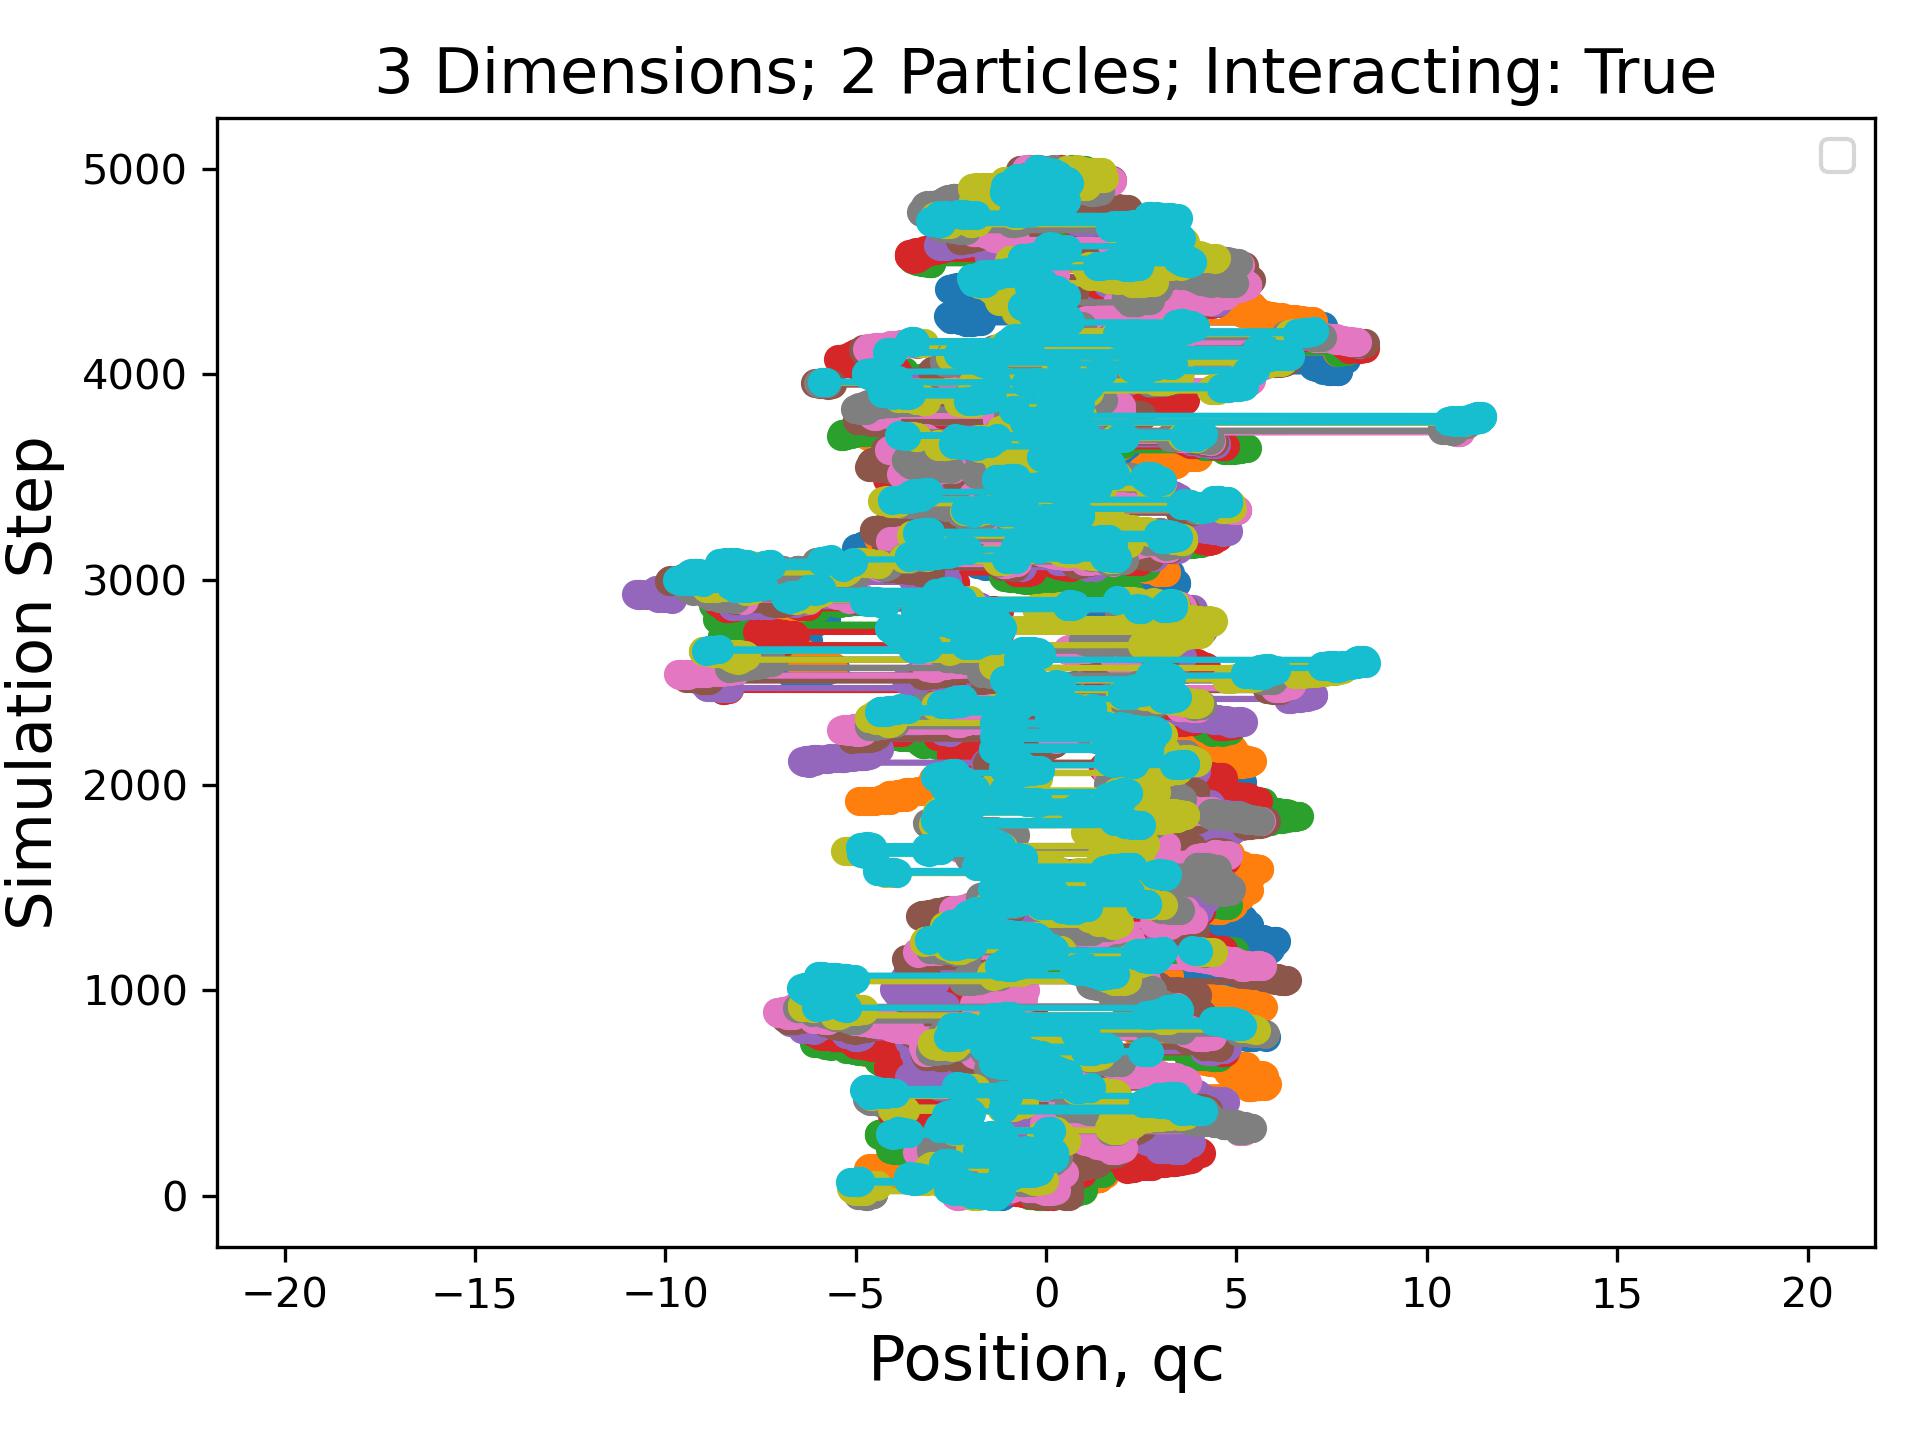 3 Dimensions; 2 Particles; Interacting: True
5000
4000
3000
2000
1000
0
Simulation Step
−20 −15 −10 −5 0 5 10 15 20
Position, qc